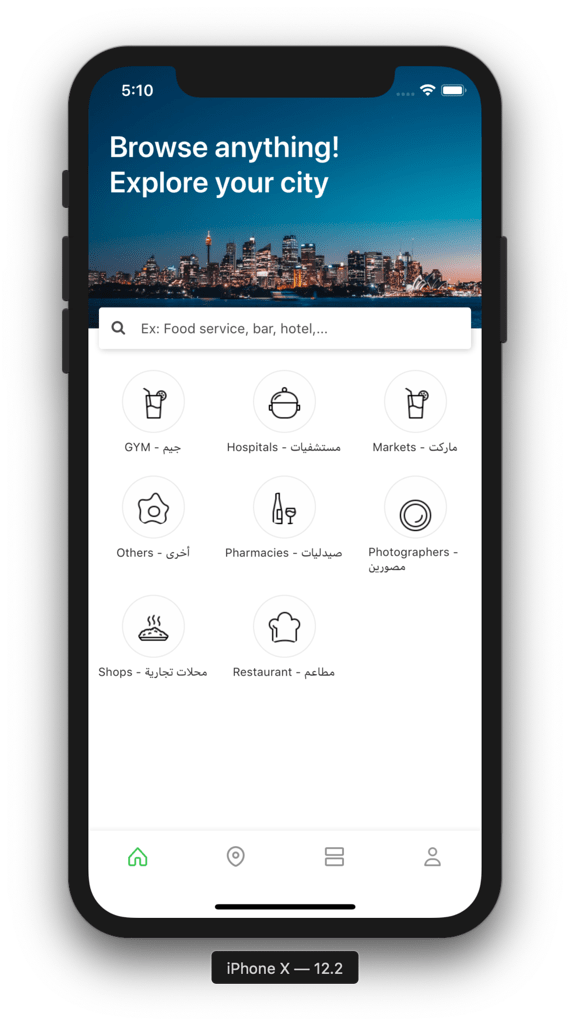 5:10
Browse anything!
Explore your city
Ex: Food service, bar, hotel,...
GYM - جيم
Hospitals - مستشفيات
Markets - ماركت
Others - أخرى
Pharmacies - صيدليات
Photographers -
مصورين
Shops - محلات تجارية
Restaurant - مطاعم
iPhone X — 12.2